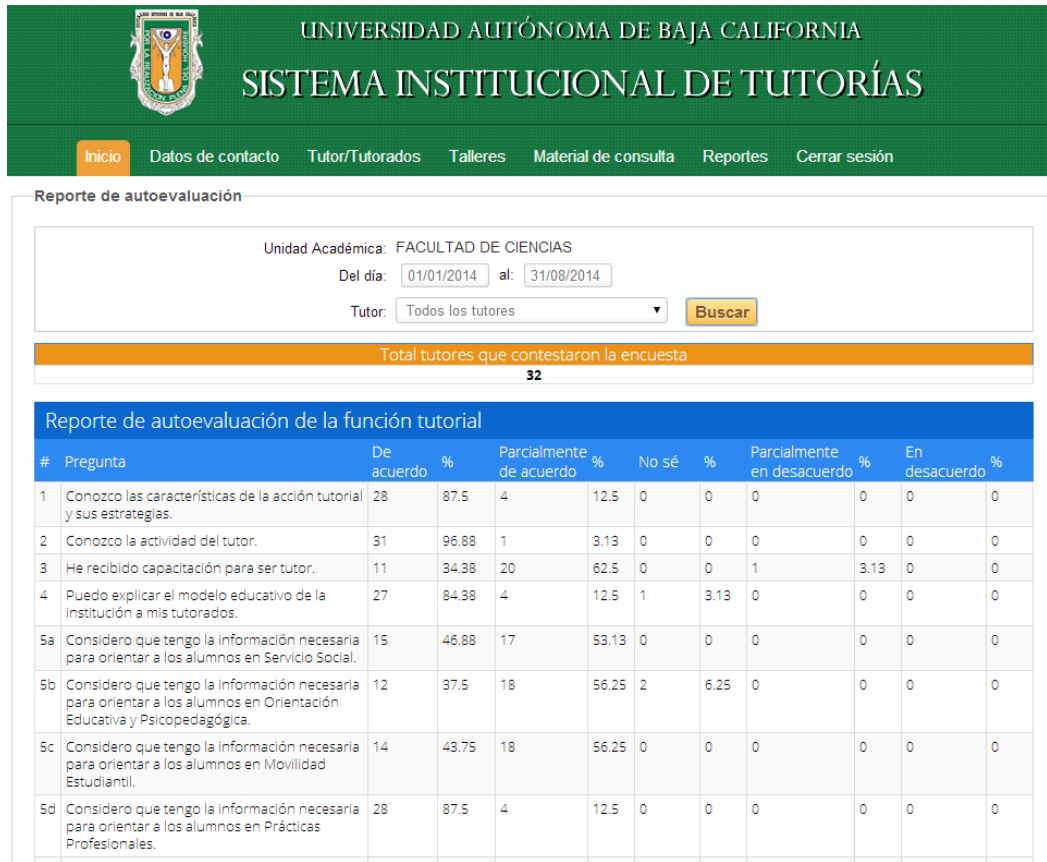 POR LA REALIZACION PLENA DEL HOMBRE
UNIVERSIDAD AUTÓNOMA DE BAJA CALIFORNIA
SISTEMA INSTITUCIONAL DE TUTORÍAS
Inicio Datos de contacto Tutor/Tutorados Talleres Material de consulta Reportes Cerrar sesión
Reporte de autoevaluación
Unidad Académica: FACULTAD DE CIENCIAS
Del día: 01/01/2014 al: 31/08/2014
Tutor: Todos los tutores Buscar
Total tutores que contestaron la encuesta
32
Reporte de autoevaluación de la función tutorial
# Pregunta De acuerdo % Parcialmente de acuerdo % No sé % Parcialmente en desacuerdo % En desacuerdo %
1 Conozco las características de la acción tutorial 28 87.5 4 12.5 0 0 0 0 0 0
y sus estrategias.
2 Conozco la actividad del tutor. 31 96.88 1 3.13 0 0 0 0 0 0
3 He recibido capacitación para ser tutor. 11 34.38 20 62.5 0 0 1 3.13 0 0
4 Puedo explicar el modelo educativo de la 27 84.38 4 12.5 1 3.13 0 0 0 0
institución a mis tutorados.
5a Considero que tengo la información necesaria 15 46.88 17 53.13 0 0 0 0 0 0
para orientar a los alumnos en Servicio Social.
5b Considero que tengo la información necesaria 12 37.5 18 56.25 2 6.25 0 0 0 0
para orientar a los alumnos en Orientación
Educativa y Psicopedagógica.
5c Considero que tengo la información necesaria 14 43.75 18 56.25 0 0 0 0 0 0
para orientar a los alumnos en Movilidad
Estudiantil.
5d Considero que tengo la información necesaria 28 87.5 4 12.5 0 0 0 0 0 0
para orientar a los alumnos en Prácticas
Profesionales.